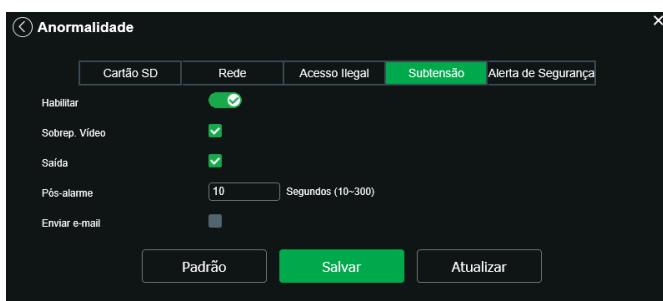 Anormalidade
Cartão SD Rede Acesso Ilegal Subtensão Alerta de Segurança
Habilitar
Sobrep. Vídeo
Saída
Pós-alarme 10 Segundos (10~300)
Enviar e-mail
Padrão Salvar Atualizar